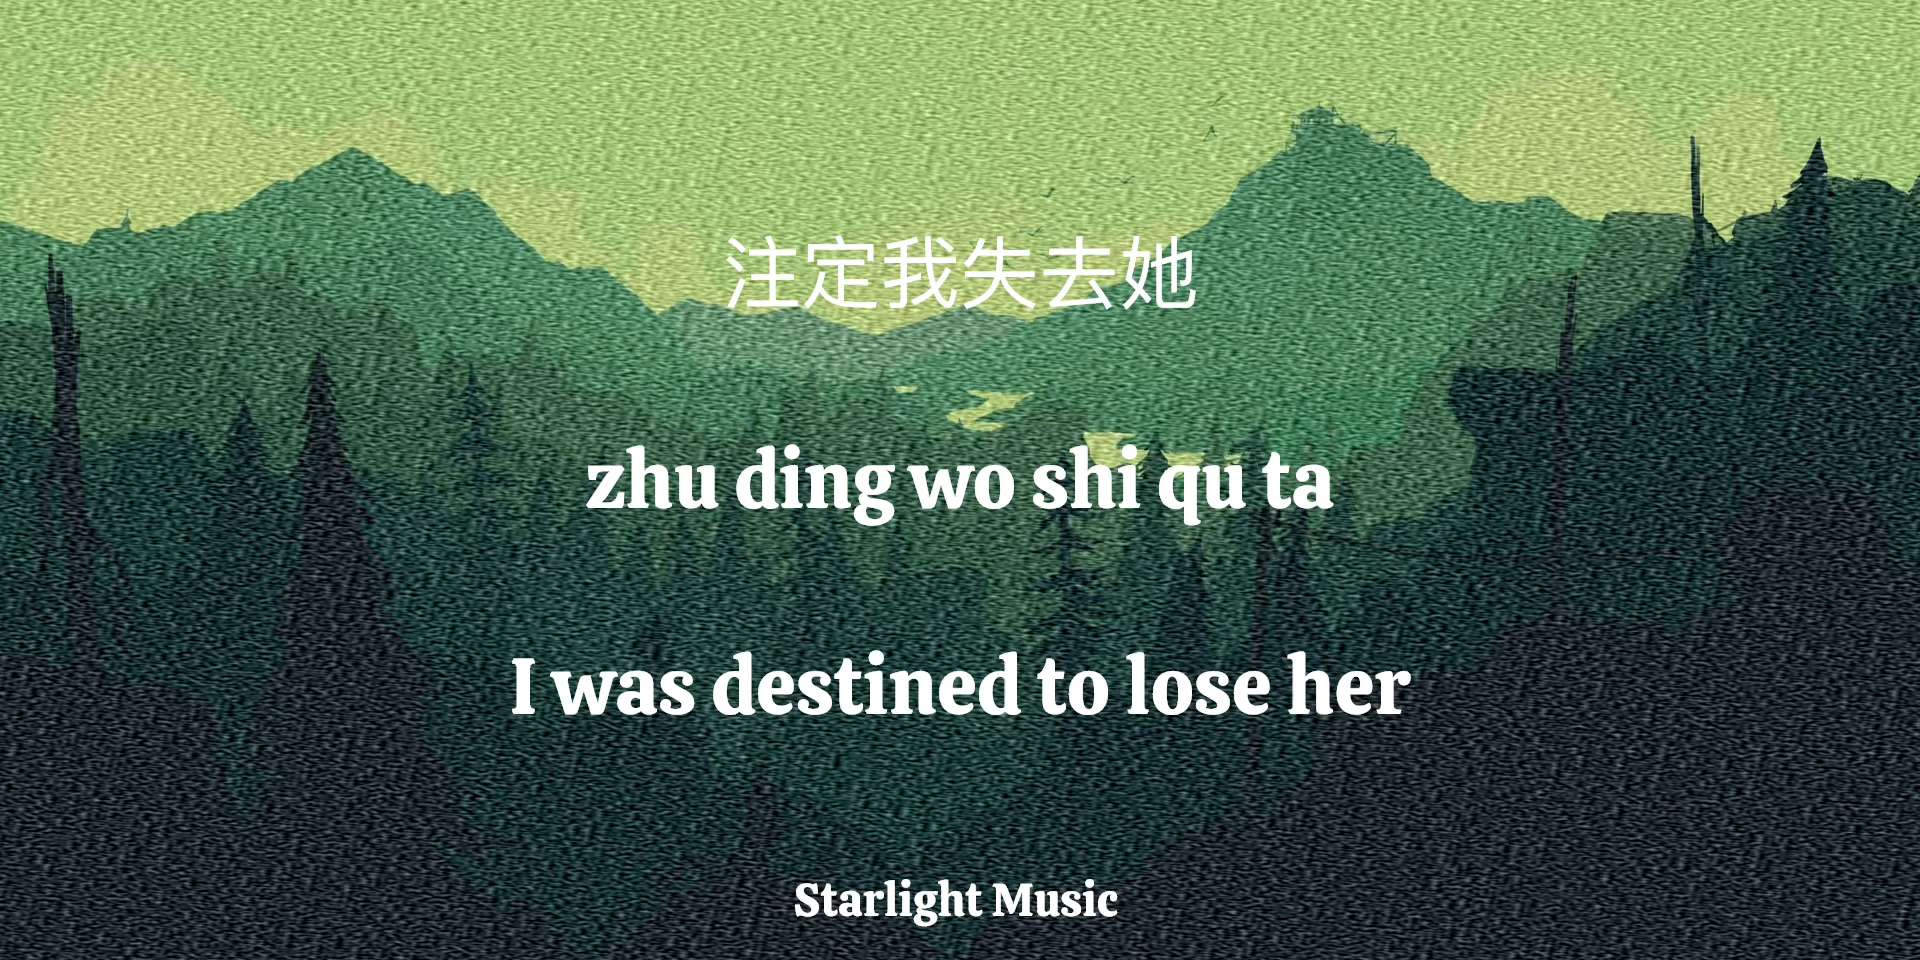 注定我失去她
zhu ding wo shi qu ta
I was destined to lose her
Starlight Music